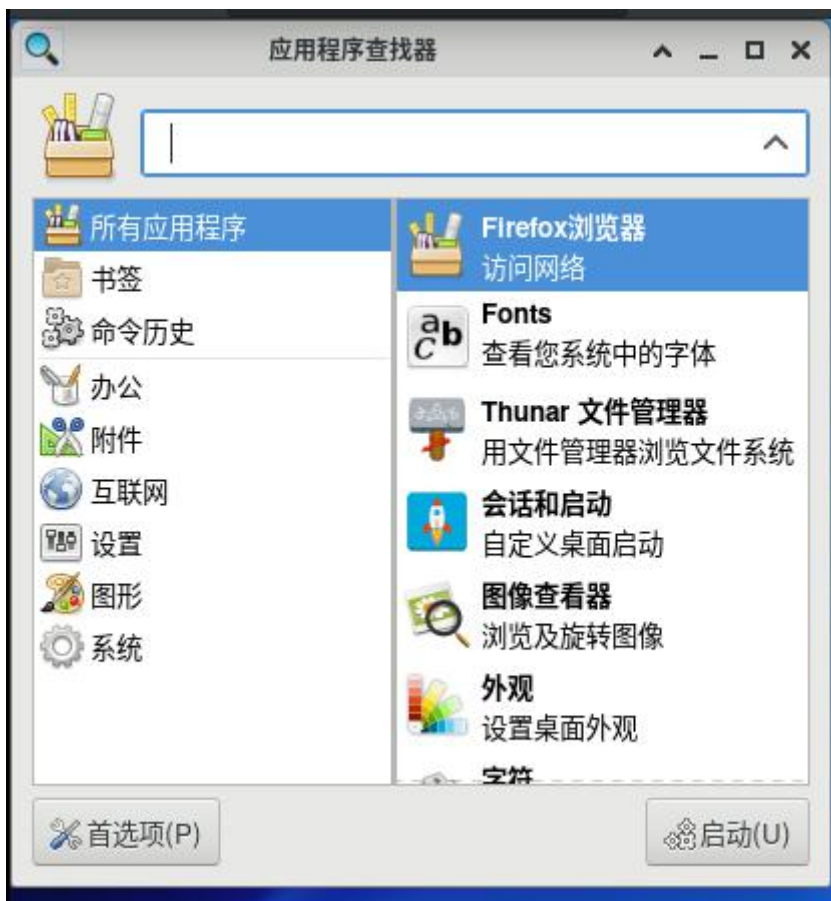 应用程序查找器
所有应用程序
书签
命令历史
办公
附件
互联网
设置
图形
系统
Firefox浏览器
访问网络
Fonts
查看您系统中的字体
Thunar 文件管理器
用文件管理器浏览文件系统
会话和启动
自定义桌面启动
图像查看器
浏览及旋转图像
外观
设置桌面外观
字符
首选项(P)
启动(U)